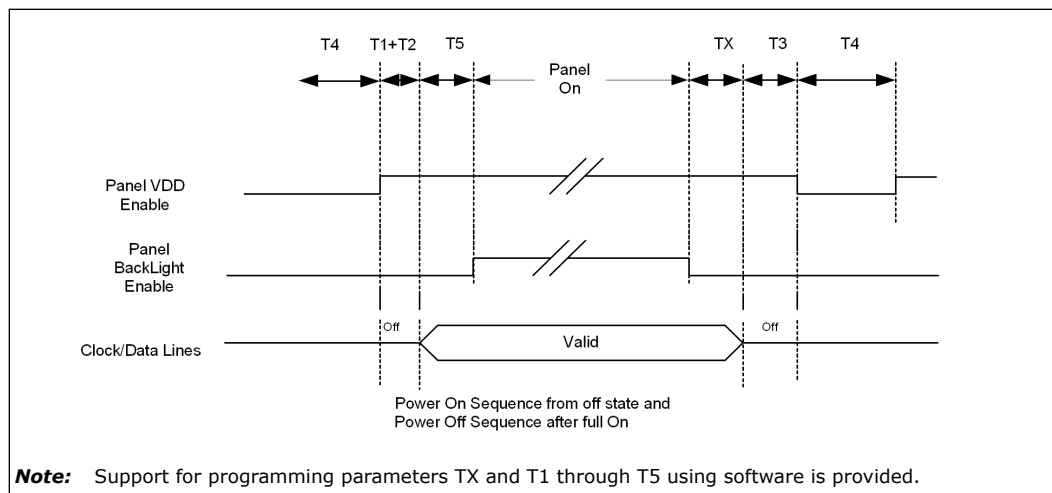 T4 T1+T2 T5 TX T3 T4
Panel
On
Panel VDD
Enable
Panel
BackLight
Enable
Off Off
Clock/Data Lines Valid
Power On Sequence from off state and
Power Off Sequence after full On
Note: Support for programming parameters TX and T1 through T5 using software is provided.